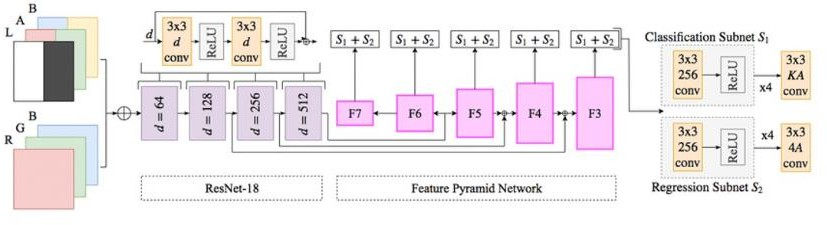 B
A
L
B
G
R
d
3x3
d
conv
ReLU
3x3
d
conv
ReLU
d = 64
d = 128
d = 256
d = 512
ResNet-18
S1 + S2
S1 + S2
S1 + S2
S1 + S2
S1 + S2
F7
F6
F5
F4
F3
Feature Pyramid Network
Classification Subnet S1
3x3
256
conv
ReLU
x4
3x3
KA
conv
3x3
256
conv
ReLU
x4
3x3
4A
conv
Regression Subnet S2